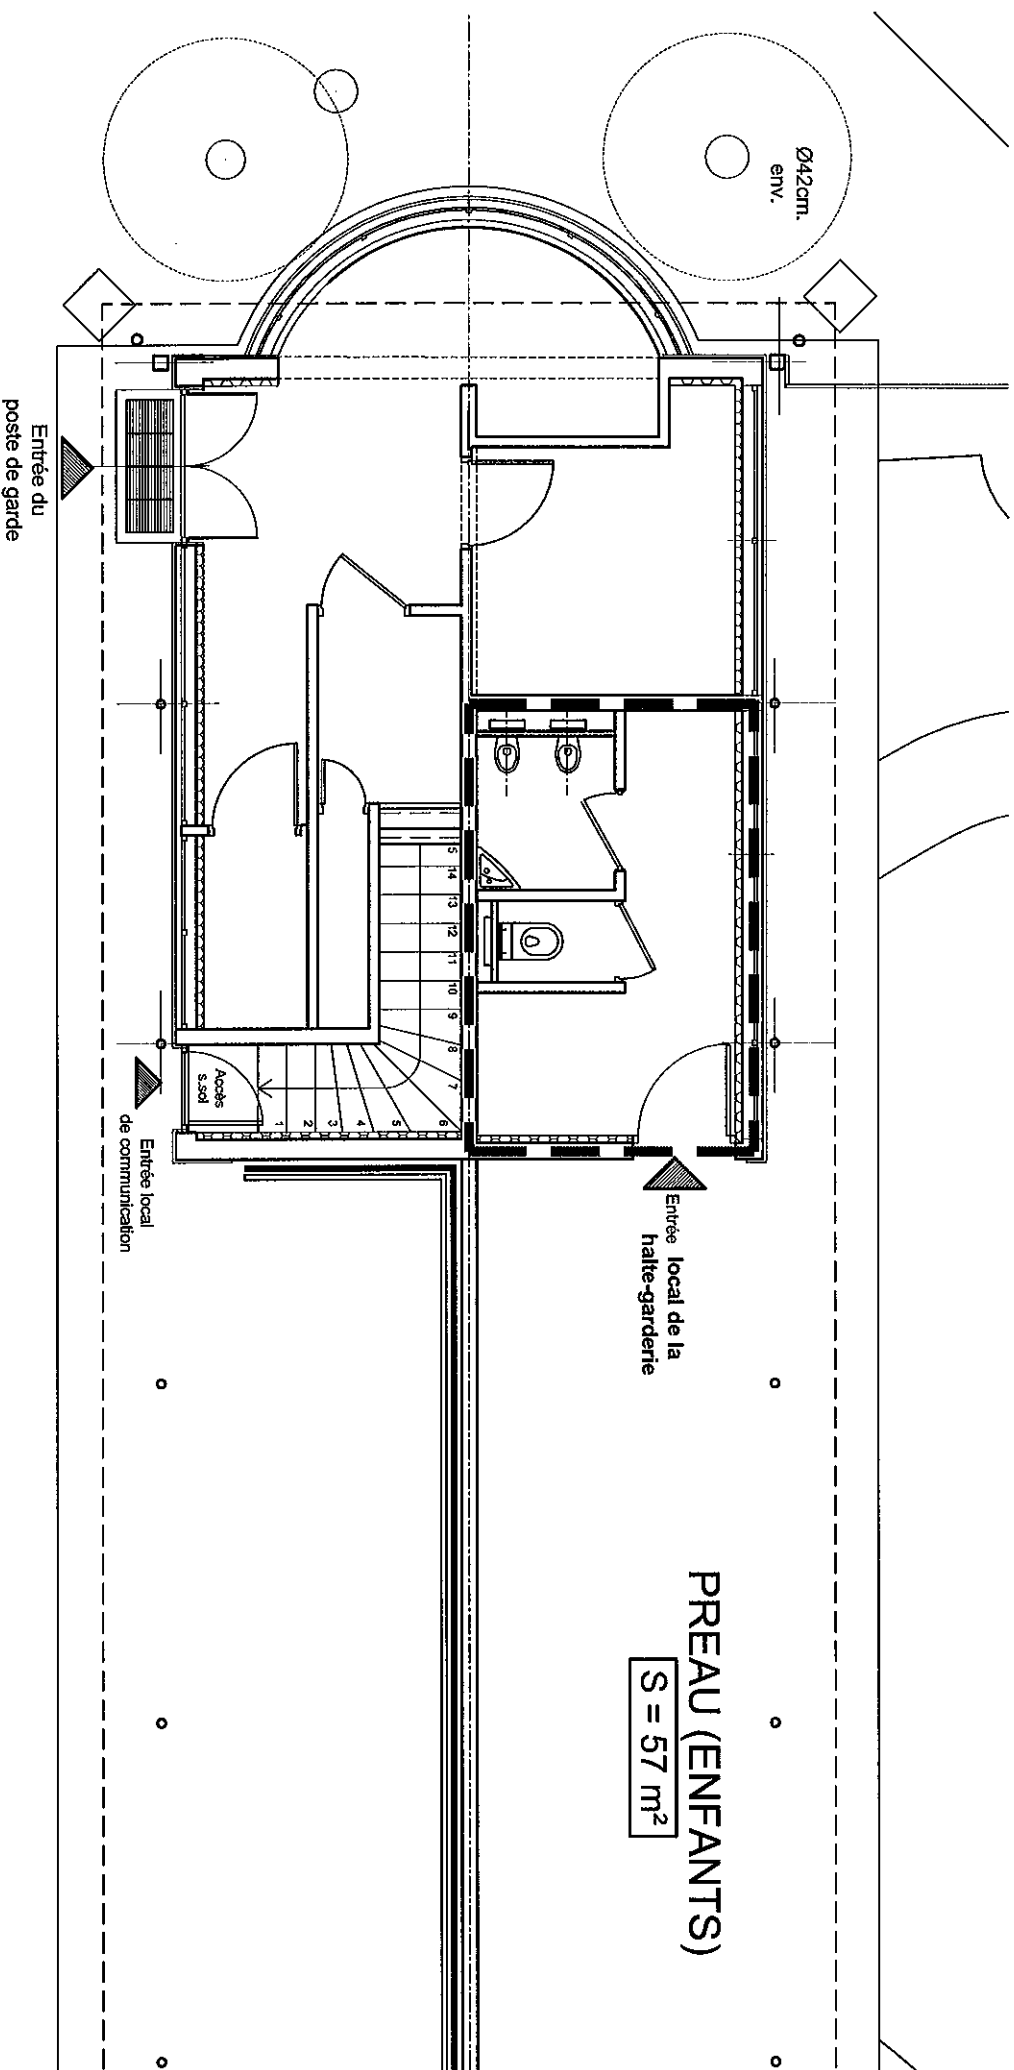 Ø42cm.
env.
Entrée du
poste de garde
5
14
13
12
11
10
9
8
7
6
5
4
3
2
1
Accès
s.sol
Entrée local
de communication
Entrée local de la
halte-garderie
PREAU (ENFANTS)
S = 57 m²